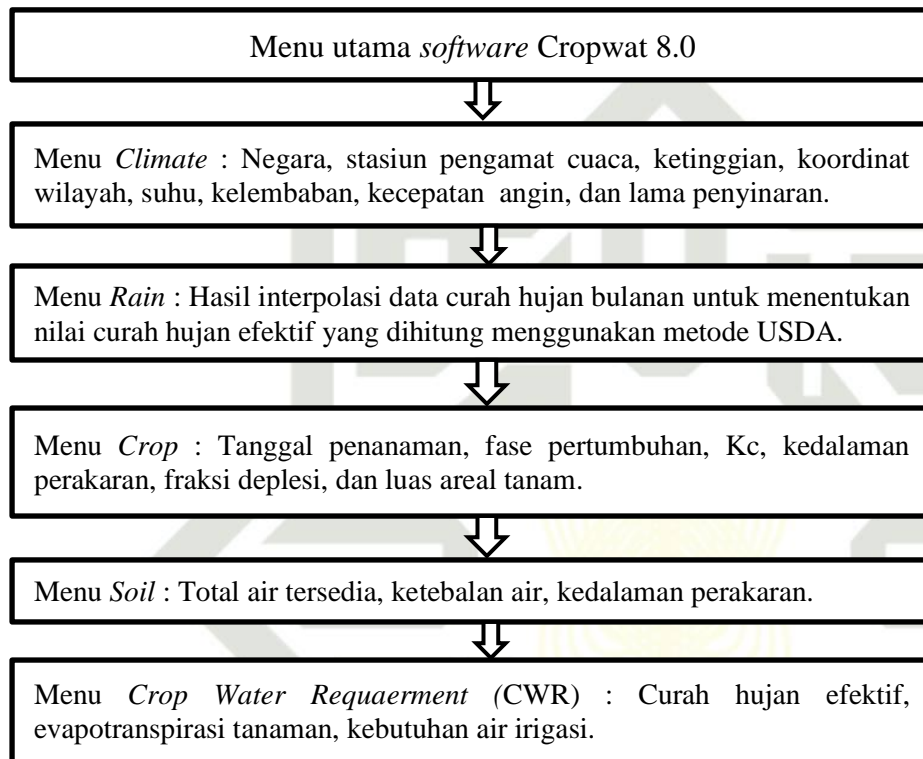 Menu utama software Cropwat 8.0
Menu Climate : Negara, stasiun pengamat cuaca, ketinggian, koordinat
wilayah, suhu, kelembaban, kecepatan angin, dan lama penyinaran.
Menu Rain : Hasil interpolasi data curah hujan bulanan untuk menentukan
nilai curah hujan efektif yang dihitung menggunakan metode USDA.
Menu Crop : Tanggal penanaman, fase pertumbuhan, Kc, kedalaman
perakaran, fraksi deplesi, dan luas areal tanam.
Menu Soil : Total air tersedia, ketebalan air, kedalaman perakaran.
Menu Crop Water Requaerment (CWR) : Curah hujan efektif,
evapotranspirasi tanaman, kebutuhan air irigasi.